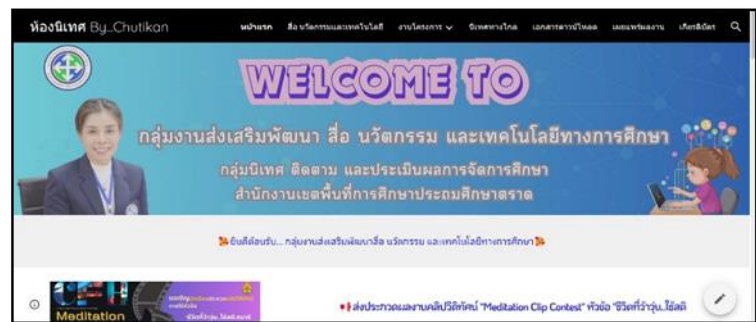 ห้องนิเทศ By...Chutikan
หน้าแรก สื่อ นวัตกรรมและเทคโนโลยี งานโครงการ นิเทศทางไกล เอกสารดาวน์โหลด เผยแพร่ผลงาน เกียรติบัตร
WELCOME TO
กลุ่มงานส่งเสริมพัฒนา สื่อ นวัตกรรม และเทคโนโลยีทางการศึกษา
กลุ่มนิเทศ ติดตาม และประเมินผลการจัดการศึกษา
สำนักงานเขตพื้นที่การศึกษาประถมศึกษาตราด
ยินดีต้อนรับ... กลุ่มงานส่งเสริมพัฒนาสื่อ นวัตกรรม และเทคโนโลยีทางการศึกษา
Meditation
ส่งประกวดผลงานคลิปวีดิทัศน์ "Meditation Clip Contest" หัวข้อ "ชีวิตที่ว้าวุ่น..ใช้สติ